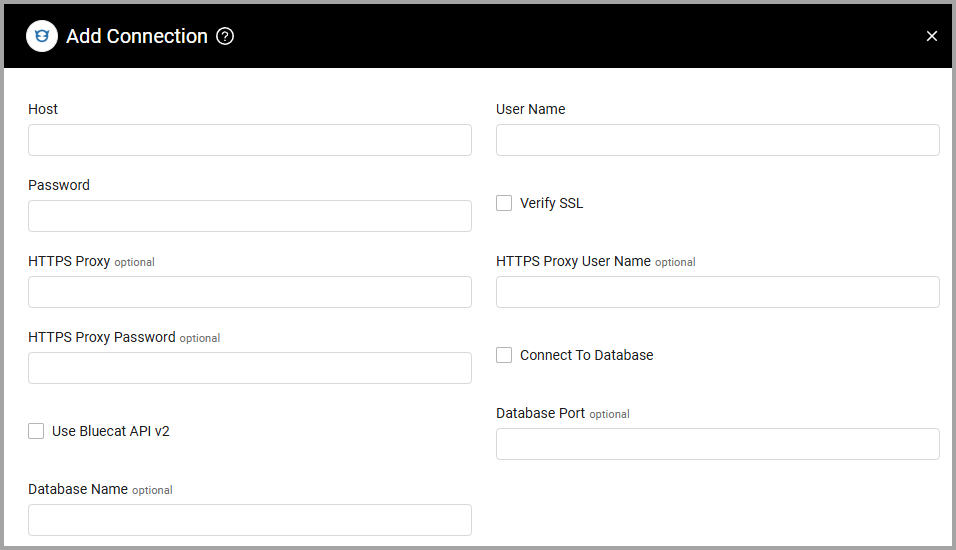 Add Connection ?
Host
User Name
Password
Verify SSL
HTTPS Proxy optional
HTTPS Proxy User Name optional
HTTPS Proxy Password optional
Connect To Database
Use Bluecat API v2
Database Port optional
Database Name optional